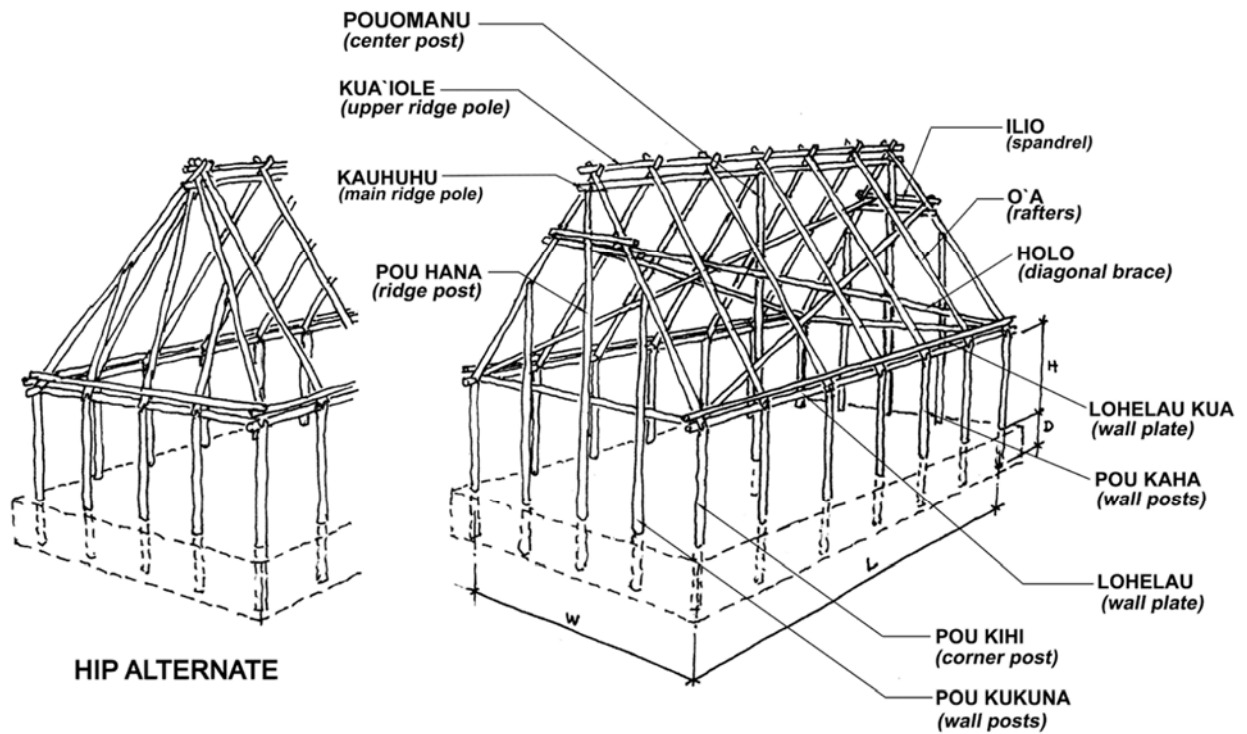 POUOMANU
(center post)
KUA`IOLE
(upper ridge pole)
KAUHUHU
(main ridge pole)
POU HANA
(ridge post)
ILIO
(spandrel)
O`A
(rafters)
HOLO
(diagonal brace)
H
D
LOHELAU KUA
(wall plate)
POU KAHA
(wall posts)
LOHELAU
(wall plate)
L
W
POU KIHI
(corner post)
POU KUKUNA
(wall posts)
HIP ALTERNATE